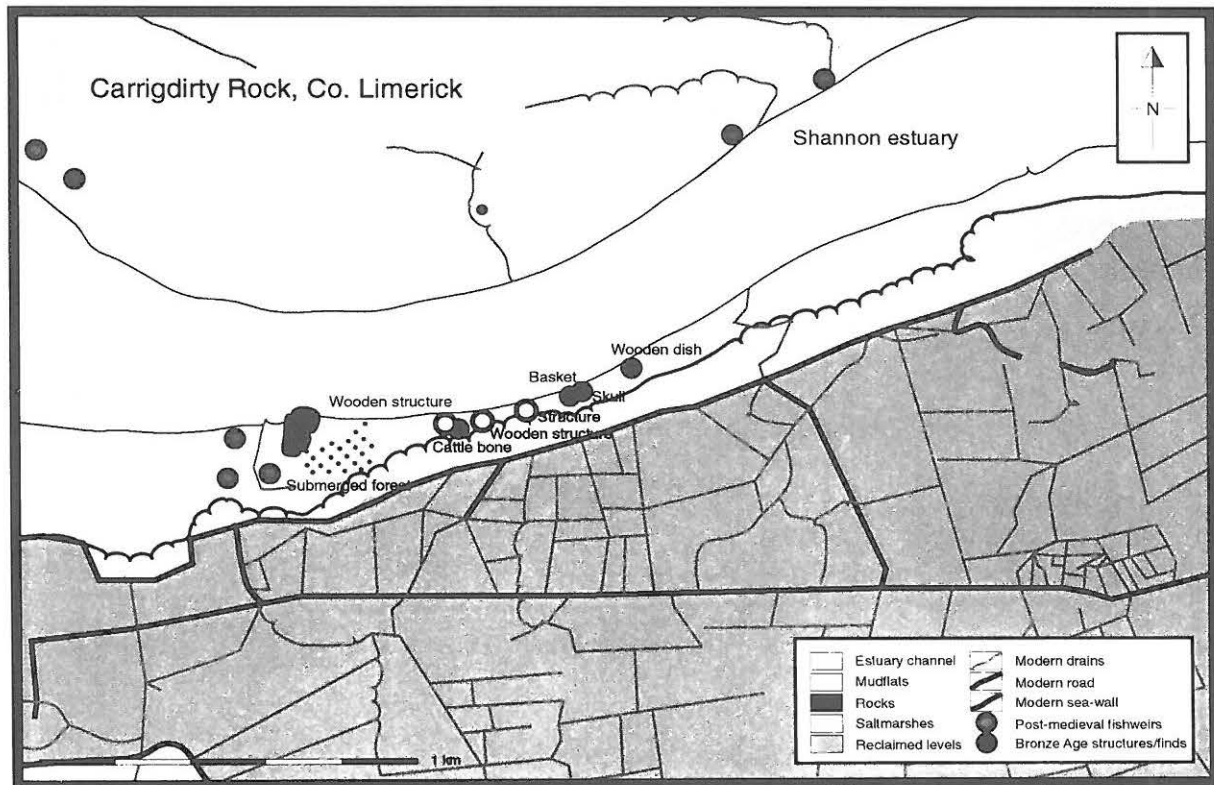 Carrigdirty Rock, Co. Limerick
N
Shannon estuary
Wooden dish
Basket
Skull
Wooden structure
Structure
Wooden structure
Cattle bone
Submerged forest
Estuary channel
Mudflats
Rocks
Saltmarshes
Reclaimed levels
Modern drains
Modern road
Modern sea-wall
Post-medieval fishweirs
Bronze Age structures/finds
1 km